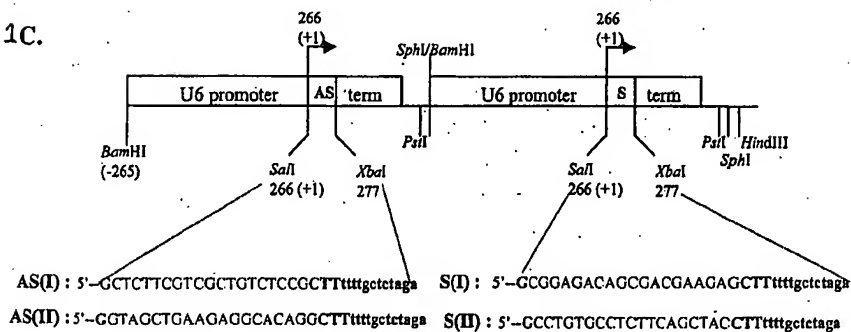 1C.
266
(+1)
SphI/BamHI
266
(+1)
U6 promoter
AS
term
U6 promoter
S
term
BamHI
(-265)
PstI
PstI
SphI
HindIII
SalI
266 (+1)
XbaI
277
SalI
266 (+1)
XbaI
277
AS(I) : 5'-GCTCTTCGTCGCTGTCTCCGCTTttttgctctaga
S(I) : 5'-GCGGAGACAGCGACGAAGAGCTTttttgctctaga
AS(II) : 5'-GGTAGCTGAAGAGGCACAGGCTTttttgctctaga
S(II) : 5'-GCCTGTGCCTCTTCAGCTACCTTttttgctctaga